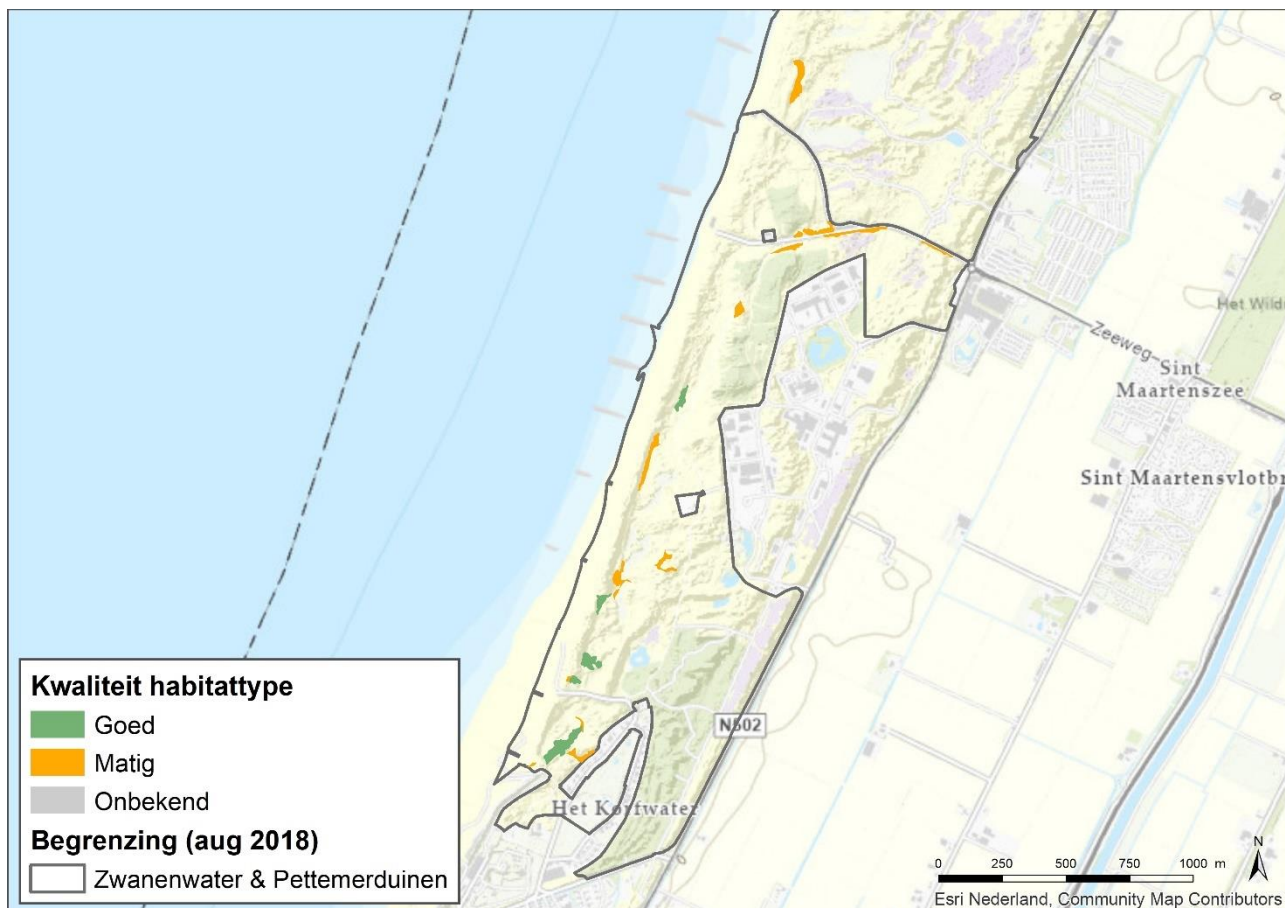 Het Wild
Zeeweg
Sint
Maartenszee
Sint Maartensvlotb
N502
Het Korfwater
Kwaliteit habitattype
Goed
Matig
Onbekend
Begrenzing (aug 2018)
Zwanenwater & Pettemerduinen
0 250 500 750 1000 m
N
Esri Nederland, Community Map Contributors